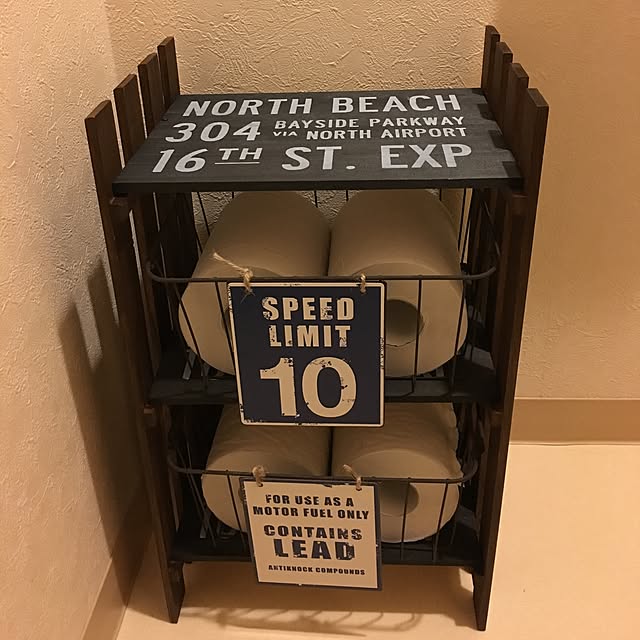 NORTH BEACH
304 BAYSIDE PARKWAY
VIA NORTH AIRPORT
16TH ST. EXP
SPEED
LIMIT
10
FOR USE AS A
MOTOR FUEL ONLY
CONTAINS
LEAD
ANTIKNOCK COMPOUNDS